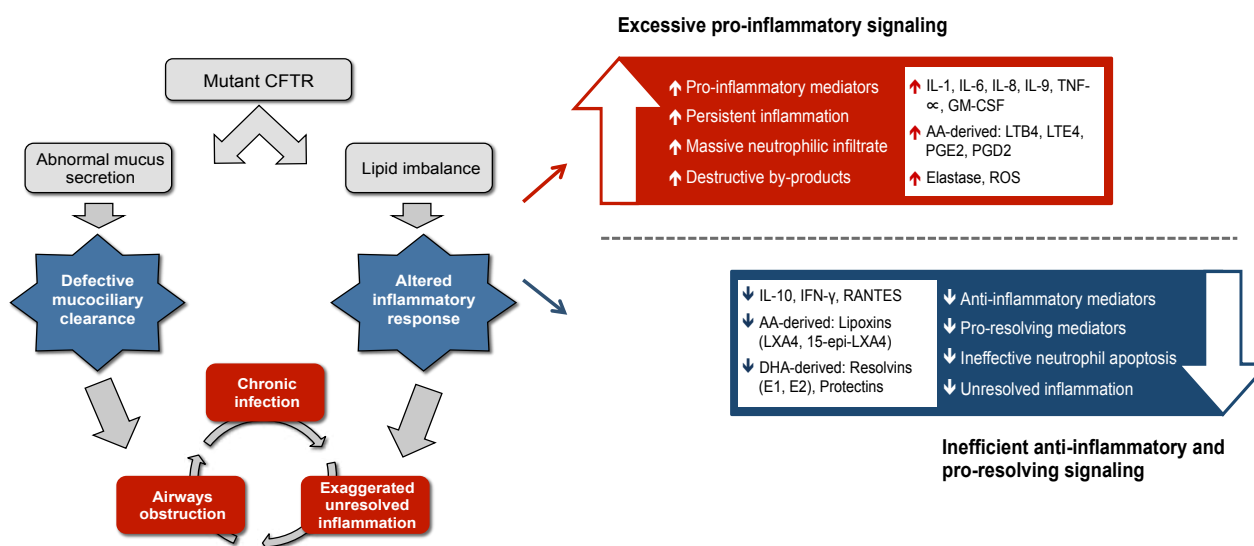 Excessive pro-inflammatory signaling
Mutant CFTR
Abnormal mucus
secretion
Lipid imbalance
Defective
mucociliary
clearance
Altered
inflammatory
response
Chronic
infection
Airways
obstruction
Exaggerated
unresolved
inflammation
Pro-inflammatory mediators
Persistent inflammation
Massive neutrophilic infiltrate
Destructive by-products
IL-1, IL-6, IL-8, IL-9, TNF-
∝, GM-CSF
AA-derived: LTB4, LTE4,
PGE2, PGD2
Elastase, ROS
IL-10, IFN-γ, RANTES
AA-derived: Lipoxins
(LXA4, 15-epi-LXA4)
DHA-derived: Resolvins
(E1, E2), Protectins
Anti-inflammatory mediators
Pro-resolving mediators
Ineffective neutrophil apoptosis
Unresolved inflammation
Inefficient anti-inflammatory and
pro-resolving signaling